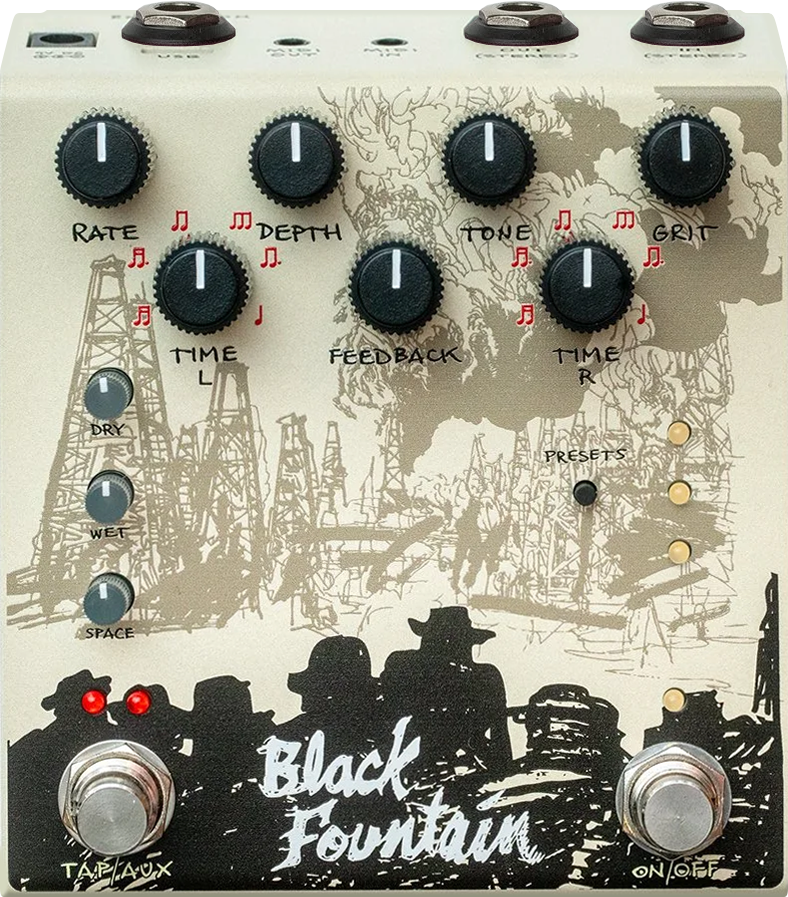 USB
MIDI
OUT
MIDI
IN
OUT
(STEREO)
IN
(STEREO)
RATE
DEPTH
TONE
GRIT
TIME
L
FEEDBACK
TIME
R
DRY
PRESETS
WET
SPACE
Black
Fountain
TAP/AUX
ON/OFF